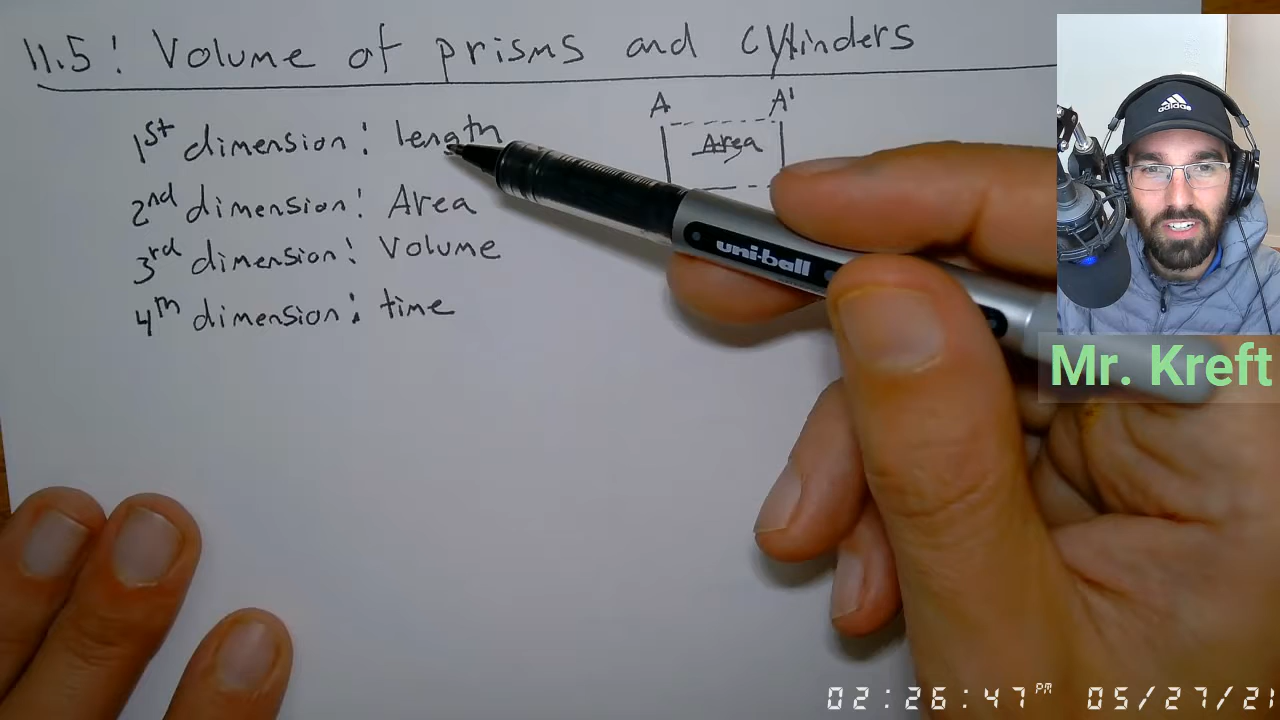 11.5: Volume of prisms and cylinders
A A'
Area
1st dimension: length
2nd dimension: Area
3rd dimension: Volume
4th dimension: time
uni-ball
adidas
Mr. Kreft
02:26:47 PM 05/27/21